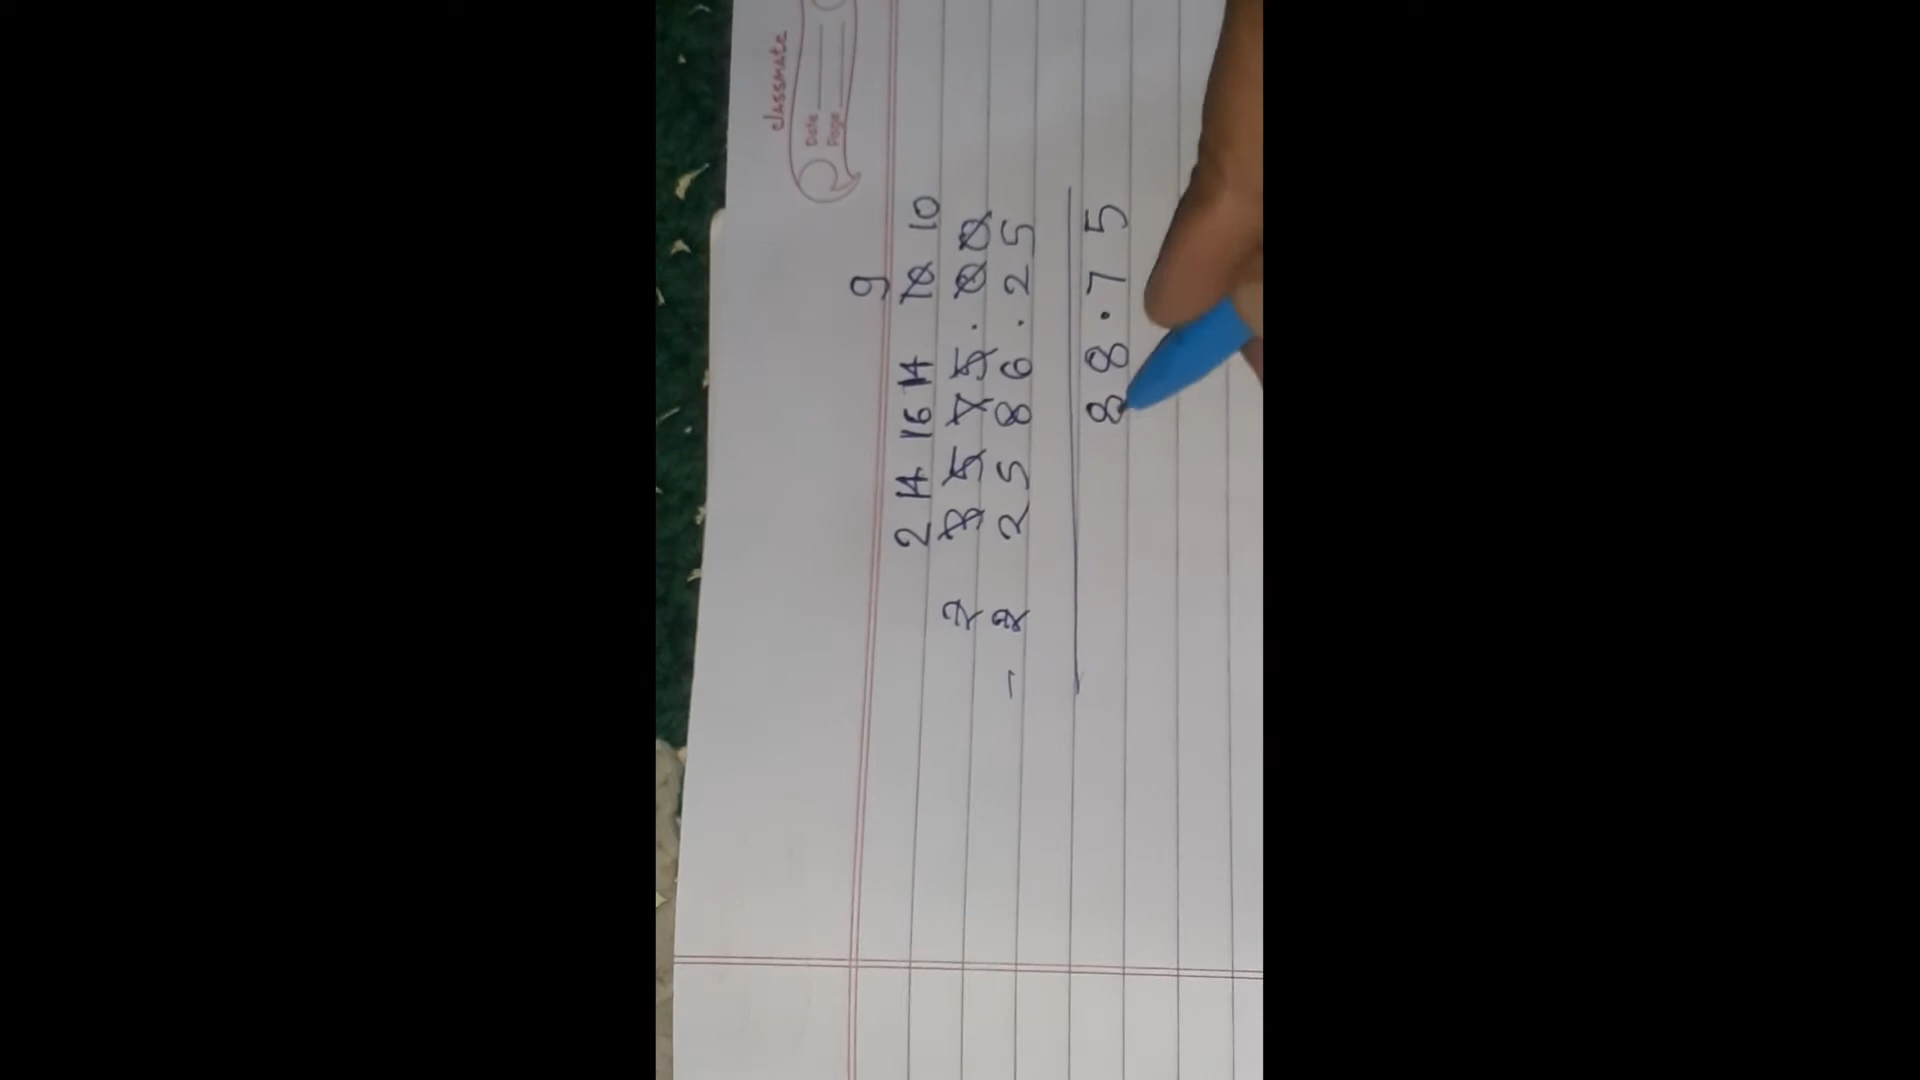 classmate
Date
Page
9
2 14 16 14 10 10
₹ 3 5 7 5 . 0 0
- ₹ 2 5 8 6 . 2 5
8 8 . 7 5